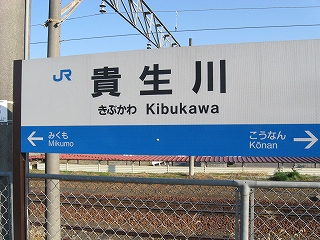 JR 貴生川
きぶかわ Kibukawa
← みくも こうなん →
Mikumo Kōnan